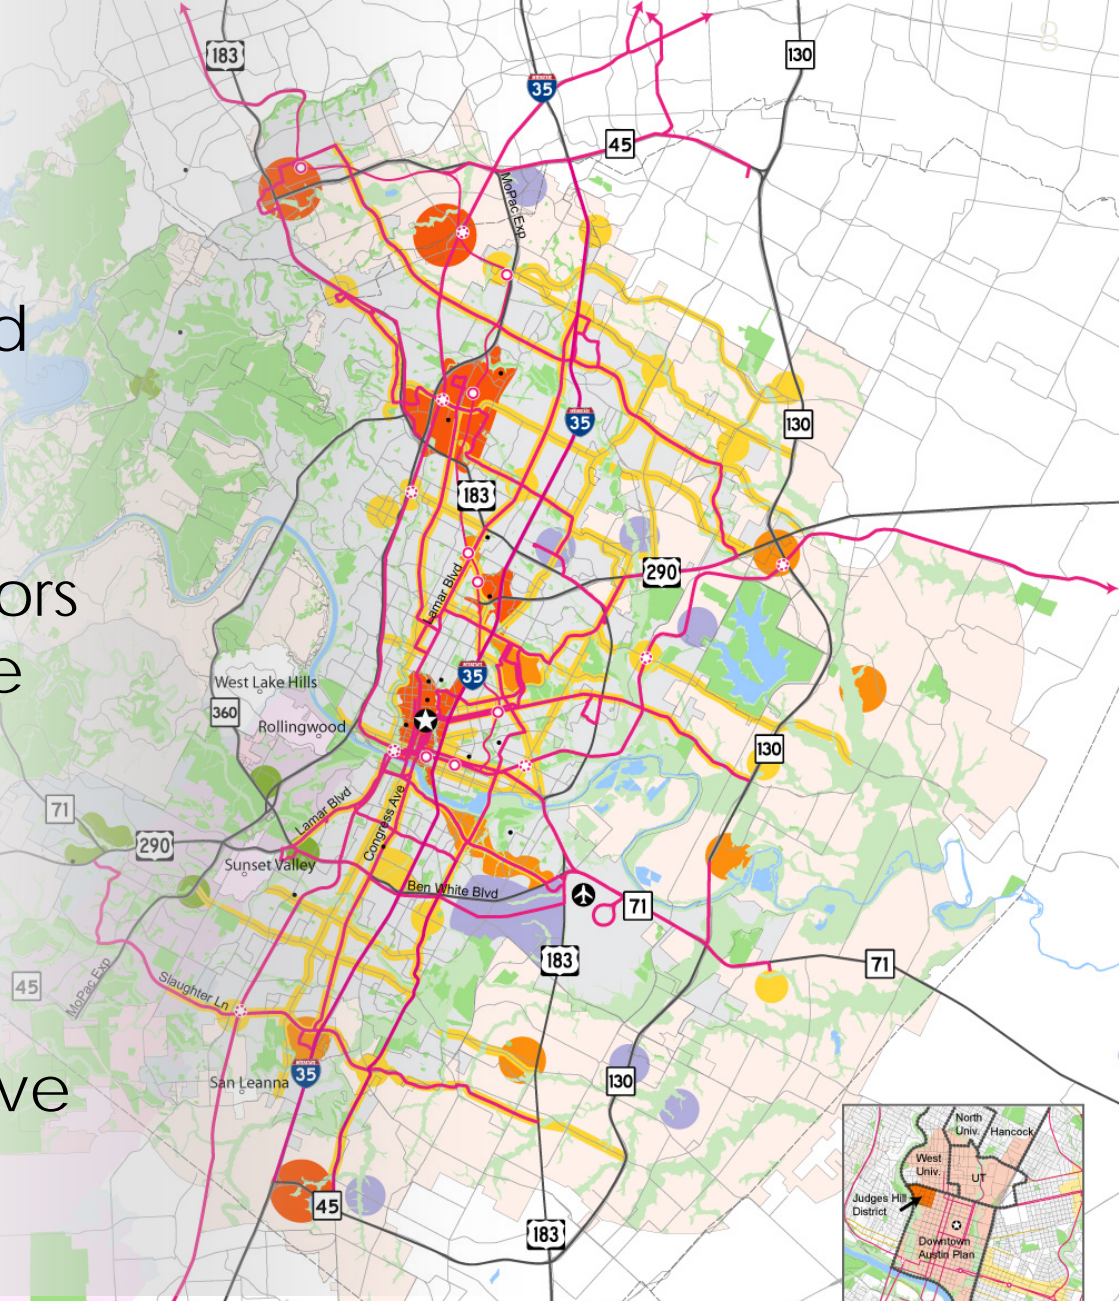 8
183
130
35
45
MoPac Exp
d
35
130
183
290
ors
Lamar Blvd
e
35
West Lake Hills
360
Rollingwood
130
71
Lamar Blvd
Congress Ave
290
Sunset Valley
Ben White Blvd
71
183
71
45
MoPac Exp
Slaughter Ln
35
San Leanna
130
ve
45
183
North
Univ.
Hancock
West
Univ.
UT
Judges Hill
District
Downtown
Austin Plan